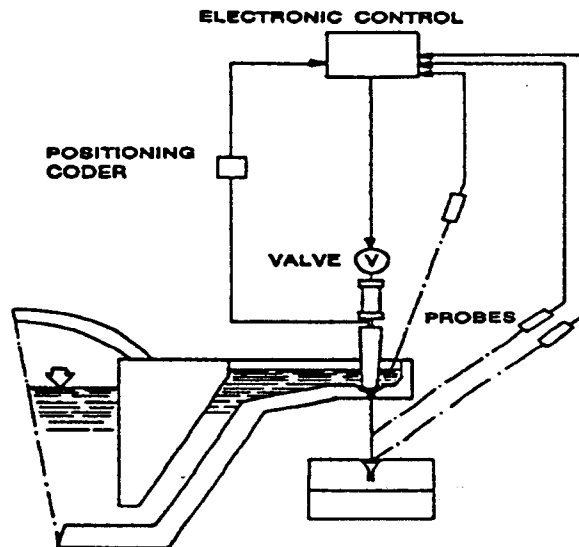 ELECTRONIC CONTROL
POSITIONING
CODER
VALVE
V
PROBES